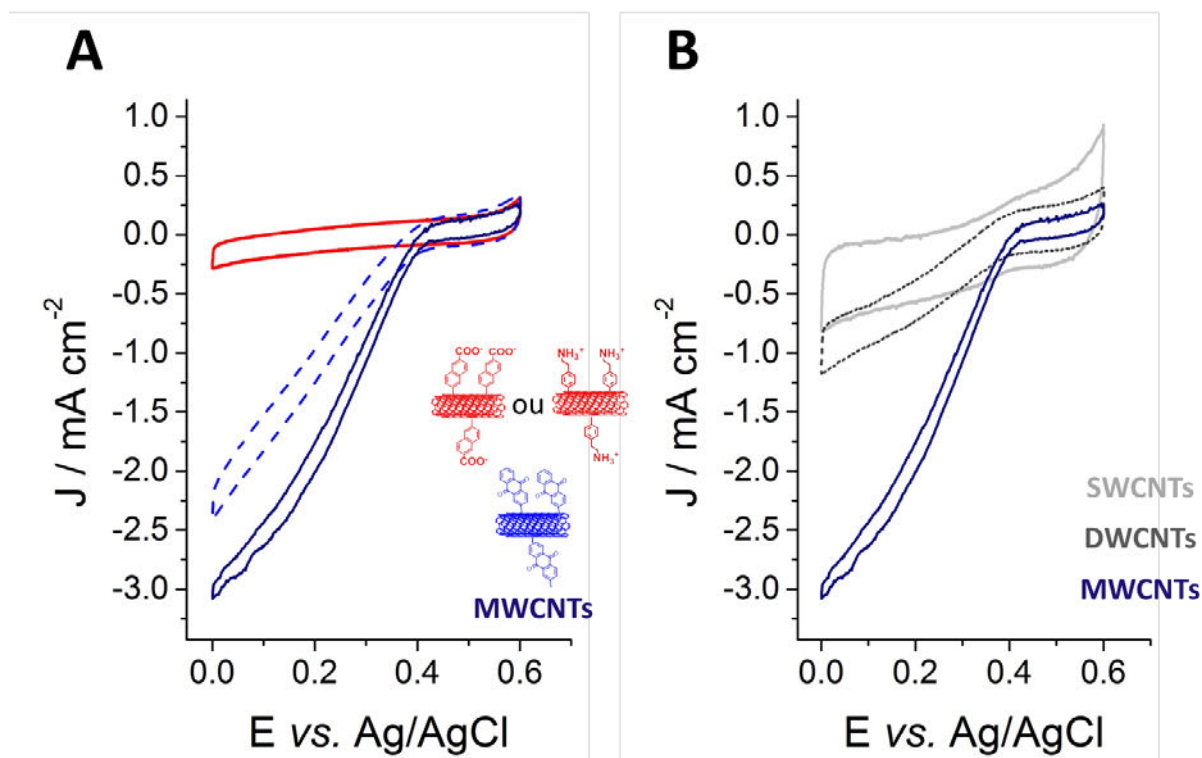 A
1.0
0.5
0.0
-0.5
-1.0
-1.5
-2.0
-2.5
-3.0
J / mA cm⁻²
0.0 0.2 0.4 0.6
E vs. Ag/AgCl
COO⁻ COO⁻
COO⁻
ou
NH₃⁺ NH₃⁺
NH₃⁺
MWCNTs
B
1.0
0.5
0.0
-0.5
-1.0
-1.5
-2.0
-2.5
-3.0
J / mA cm⁻²
0.0 0.2 0.4 0.6
E vs. Ag/AgCl
SWCNTs
DWCNTs
MWCNTs